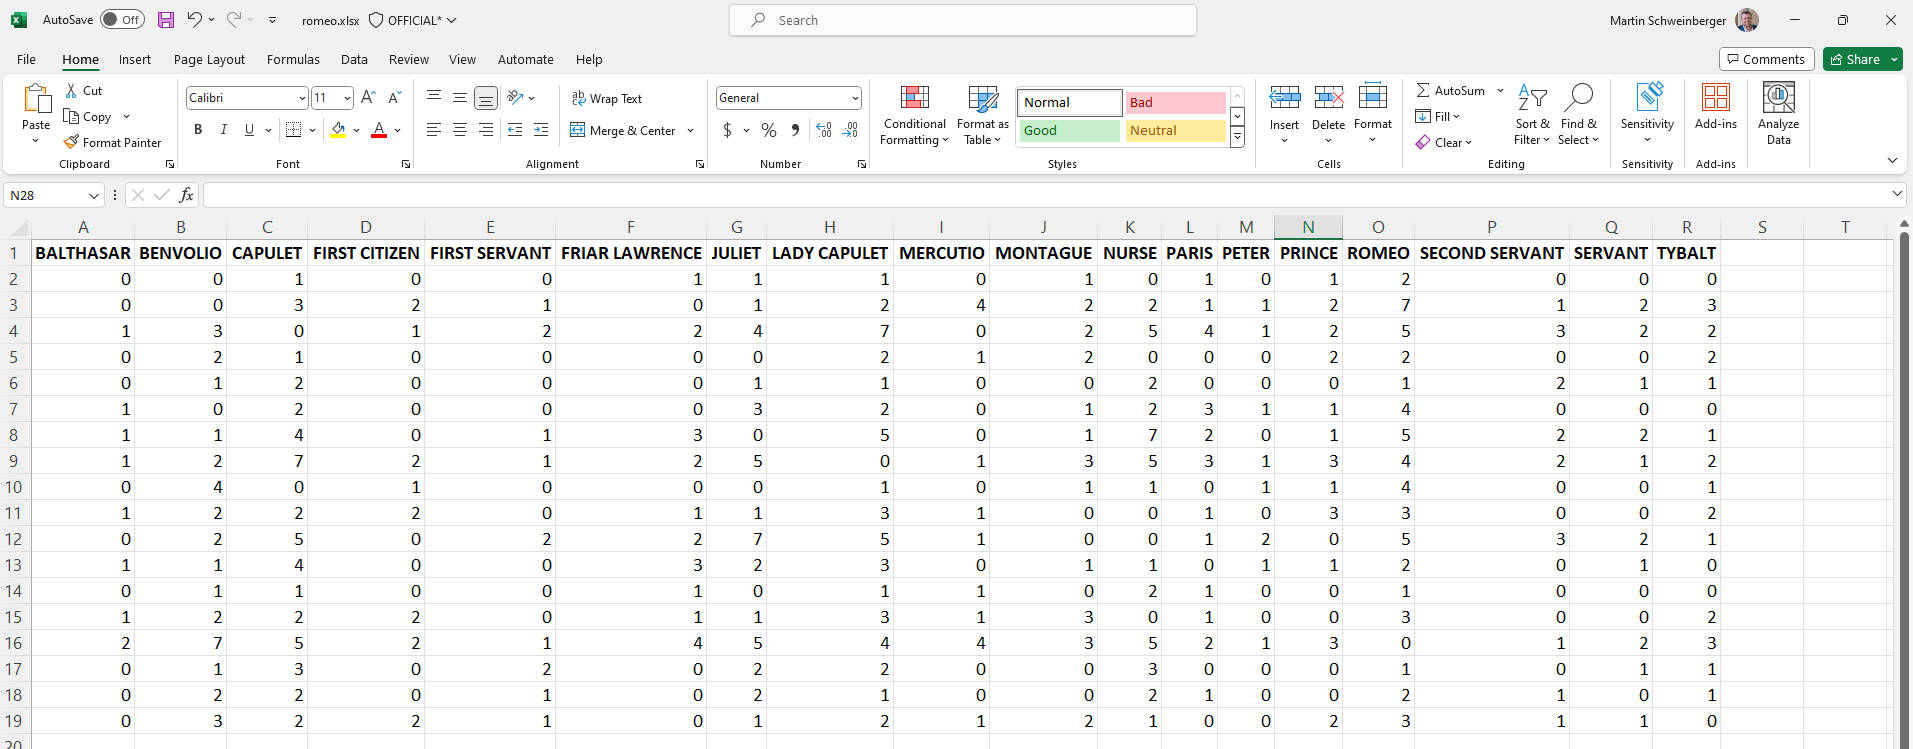 AutoSave Off romeo.xlsx OFFICIAL* Search Martin Schweinberger
File Home Insert Page Layout Formulas Data Review View Automate Help Comments Share
Paste Cut Copy Format Painter Clipboard
Calibri 11 B I U A Font
Wrap Text Merge & Center Alignment
General $ % Number
Conditional Formatting Format as Table Normal Bad Good Neutral Styles
Insert Delete Format Cells
AutoSum Fill Clear Sort & Filter Find & Select Editing
Sensitivity Sensitivity
Add-ins Add-ins
Analyze Data
N28 fx
A B C D E F G H I J K L M N O P Q R S T
1 BALTHASAR BENVOLIO CAPULET FIRST CITIZEN FIRST SERVANT FRIAR LAWRENCE JULIET LADY CAPULET MERCUTIO MONTAGUE NURSE PARIS PETER PRINCE ROMEO SECOND SERVANT SERVANT TYBALT
2 0 0 1 0 0 1 1 1 0 1 0 1 0 1 2 0 0 0
3 0 0 3 2 1 0 1 2 4 2 2 1 1 2 7 1 2 3
4 1 3 0 1 2 2 4 7 0 2 5 4 1 2 5 3 2 2
5 0 2 1 0 0 0 0 2 1 2 0 0 0 2 2 0 0 2
6 0 1 2 0 0 0 1 1 0 0 2 0 0 0 1 2 1 1
7 1 0 2 0 0 0 3 2 0 1 2 3 1 1 4 0 0 0
8 1 1 4 0 1 3 0 5 0 1 7 2 0 1 5 2 2 1
9 1 2 7 2 1 2 5 0 1 3 5 3 1 3 4 2 1 2
10 0 4 0 1 0 0 0 1 0 1 1 0 1 1 4 0 0 1
11 1 2 2 2 0 1 1 3 1 0 0 1 0 3 3 0 0 2
12 0 2 5 0 2 2 7 5 1 0 0 1 2 0 5 3 2 1
13 1 1 4 0 0 3 2 3 0 1 1 0 1 1 2 0 1 0
14 0 1 1 0 0 1 0 1 1 0 2 1 0 0 1 0 0 0
15 1 2 2 2 0 1 1 3 1 3 0 1 0 0 3 0 0 2
16 2 7 5 2 1 4 5 4 4 3 5 2 1 3 0 1 2 3
17 0 1 3 0 2 0 2 2 0 0 3 0 0 0 1 0 1 1
18 0 2 2 0 1 0 2 1 0 0 2 1 0 0 2 1 0 1
19 0 3 2 2 1 0 1 2 1 2 1 0 0 2 3 1 1 0
20